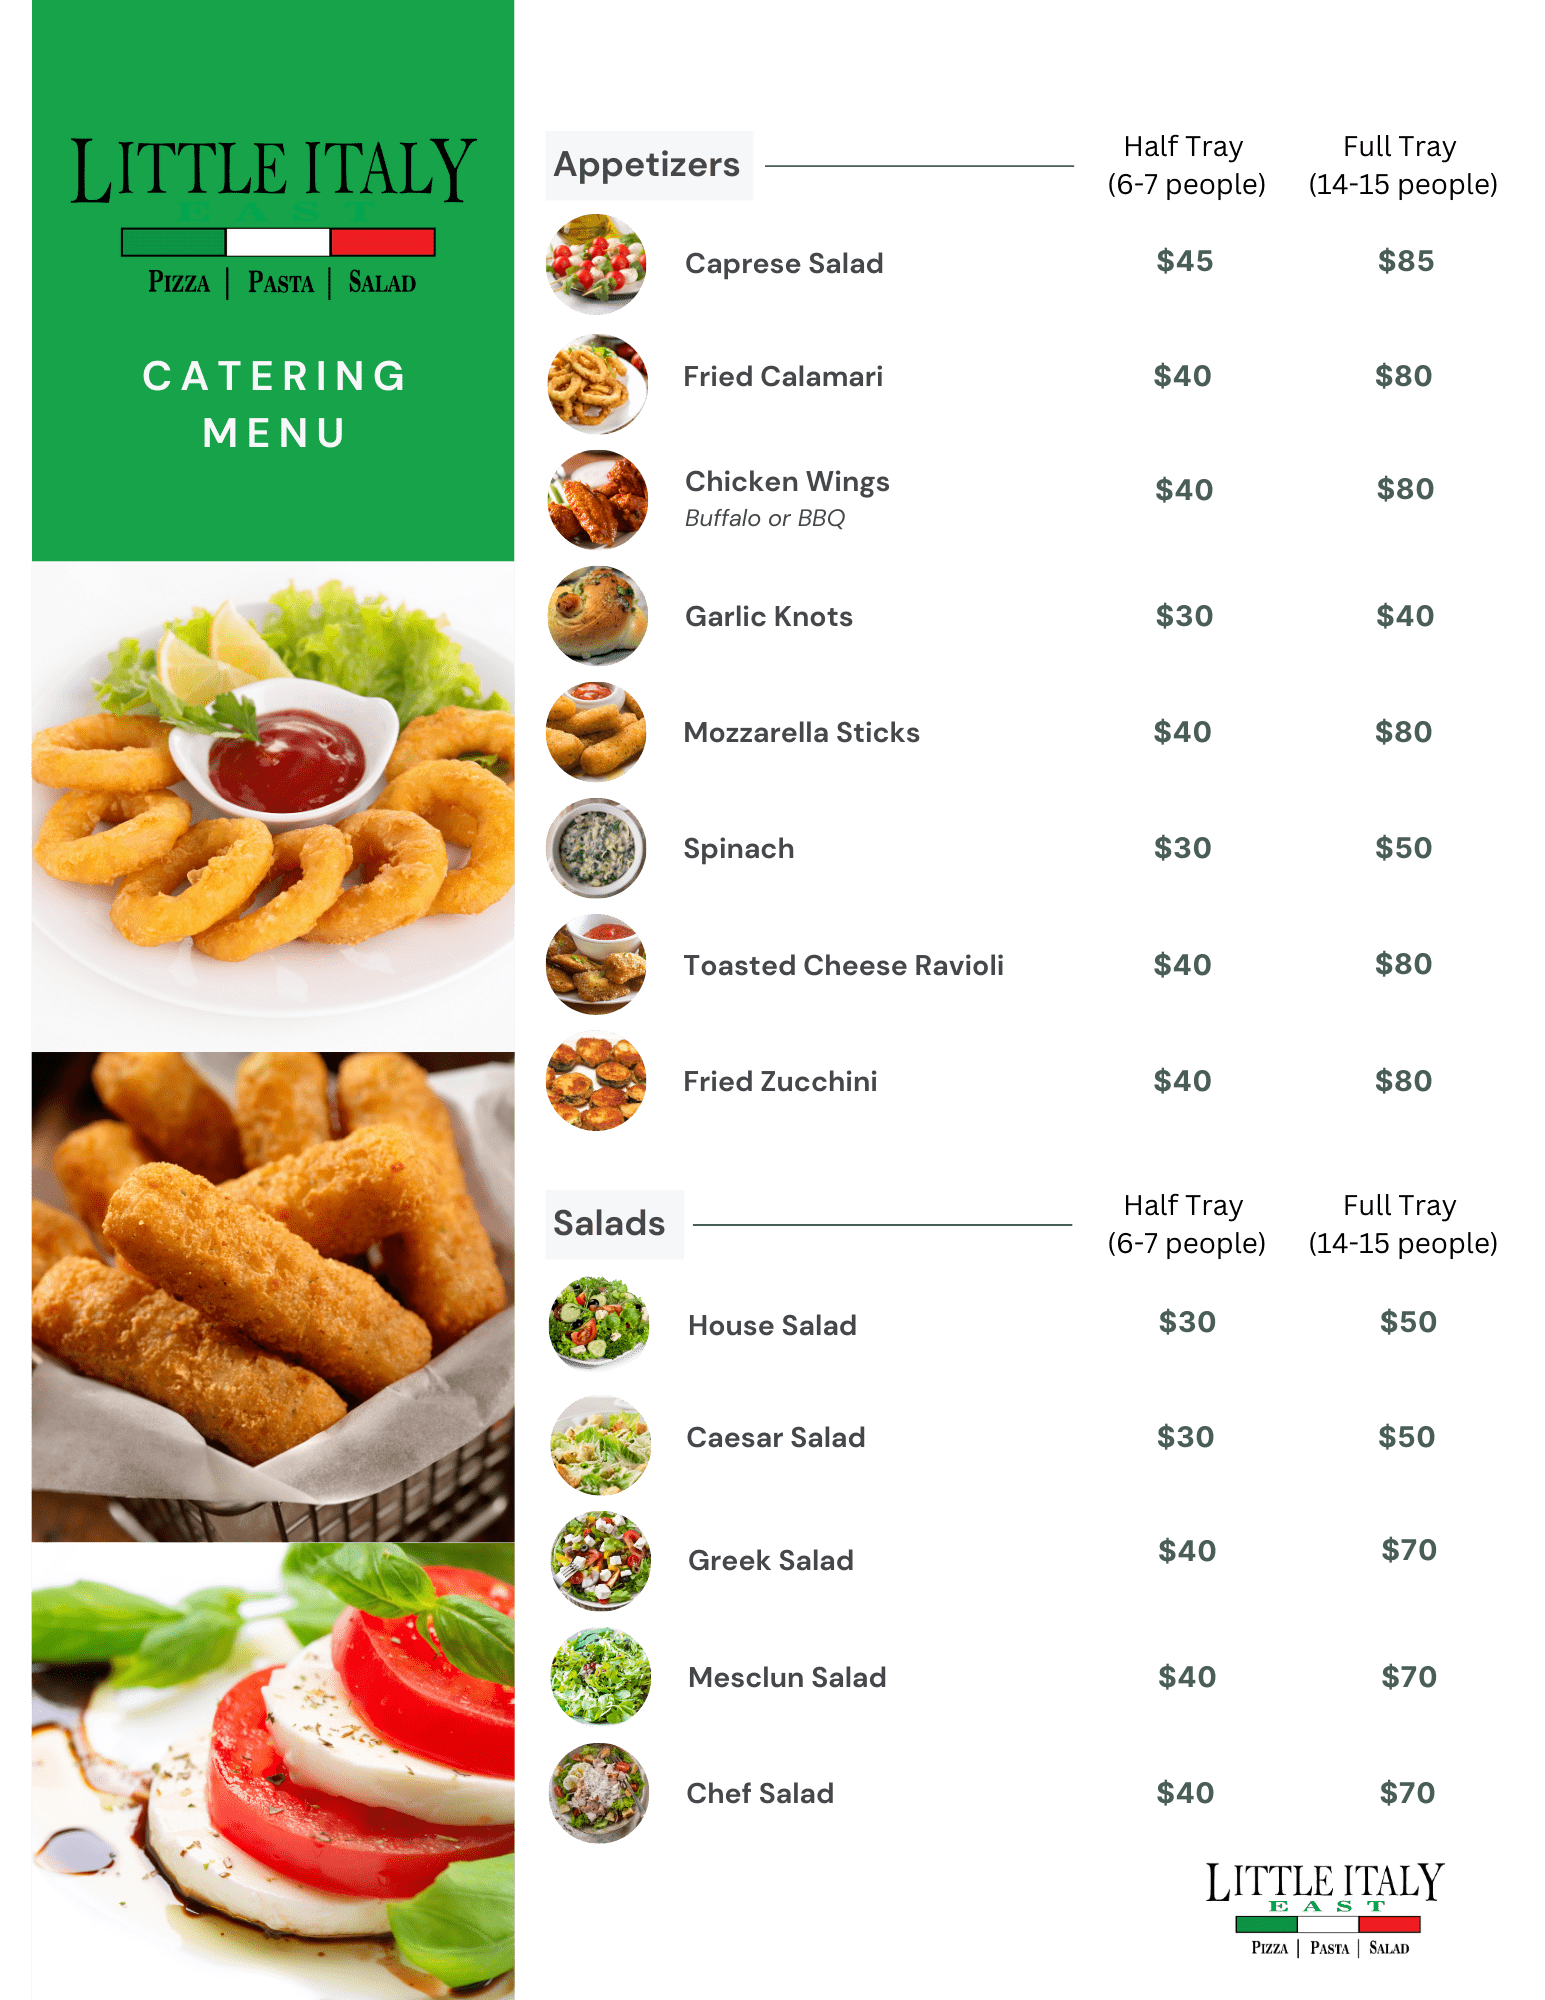 LITTLE ITALY
EAST
PIZZA | PASTA | SALAD
CATERING
MENU
Appetizers
Half Tray
(6-7 people)
Full Tray
(14-15 people)
Caprese Salad $45 $85
Fried Calamari $40 $80
Chicken Wings $40 $80
Buffalo or BBQ
Garlic Knots $30 $40
Mozzarella Sticks $40 $80
Spinach $30 $50
Toasted Cheese Ravioli $40 $80
Fried Zucchini $40 $80
Salads
Half Tray
(6-7 people)
Full Tray
(14-15 people)
House Salad $30 $50
Caesar Salad $30 $50
Greek Salad $40 $70
Mesclun Salad $40 $70
Chef Salad $40 $70
LITTLE ITALY
EAST
PIZZA | PASTA | SALAD